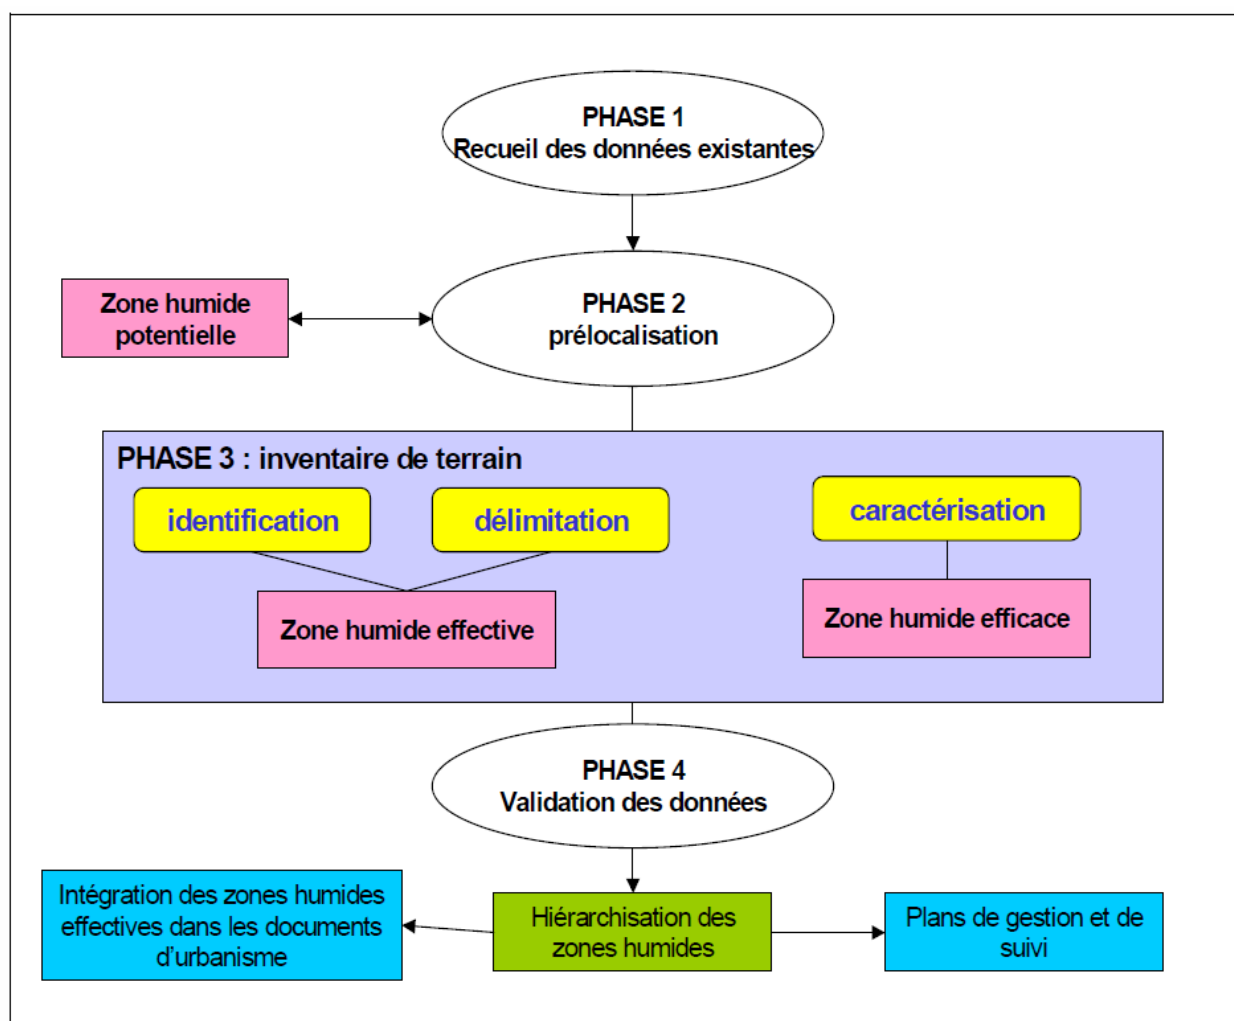 PHASE 1
Recueil des données existantes
Zone humide
potentielle
PHASE 2
prélocalisation
PHASE 3 : inventaire de terrain
identification
délimitation
caractérisation
Zone humide effective
Zone humide efficace
PHASE 4
Validation des données
Intégration des zones humides
effectives dans les documents
d'urbanisme
Hiérarchisation des
zones humides
Plans de gestion et de
suivi